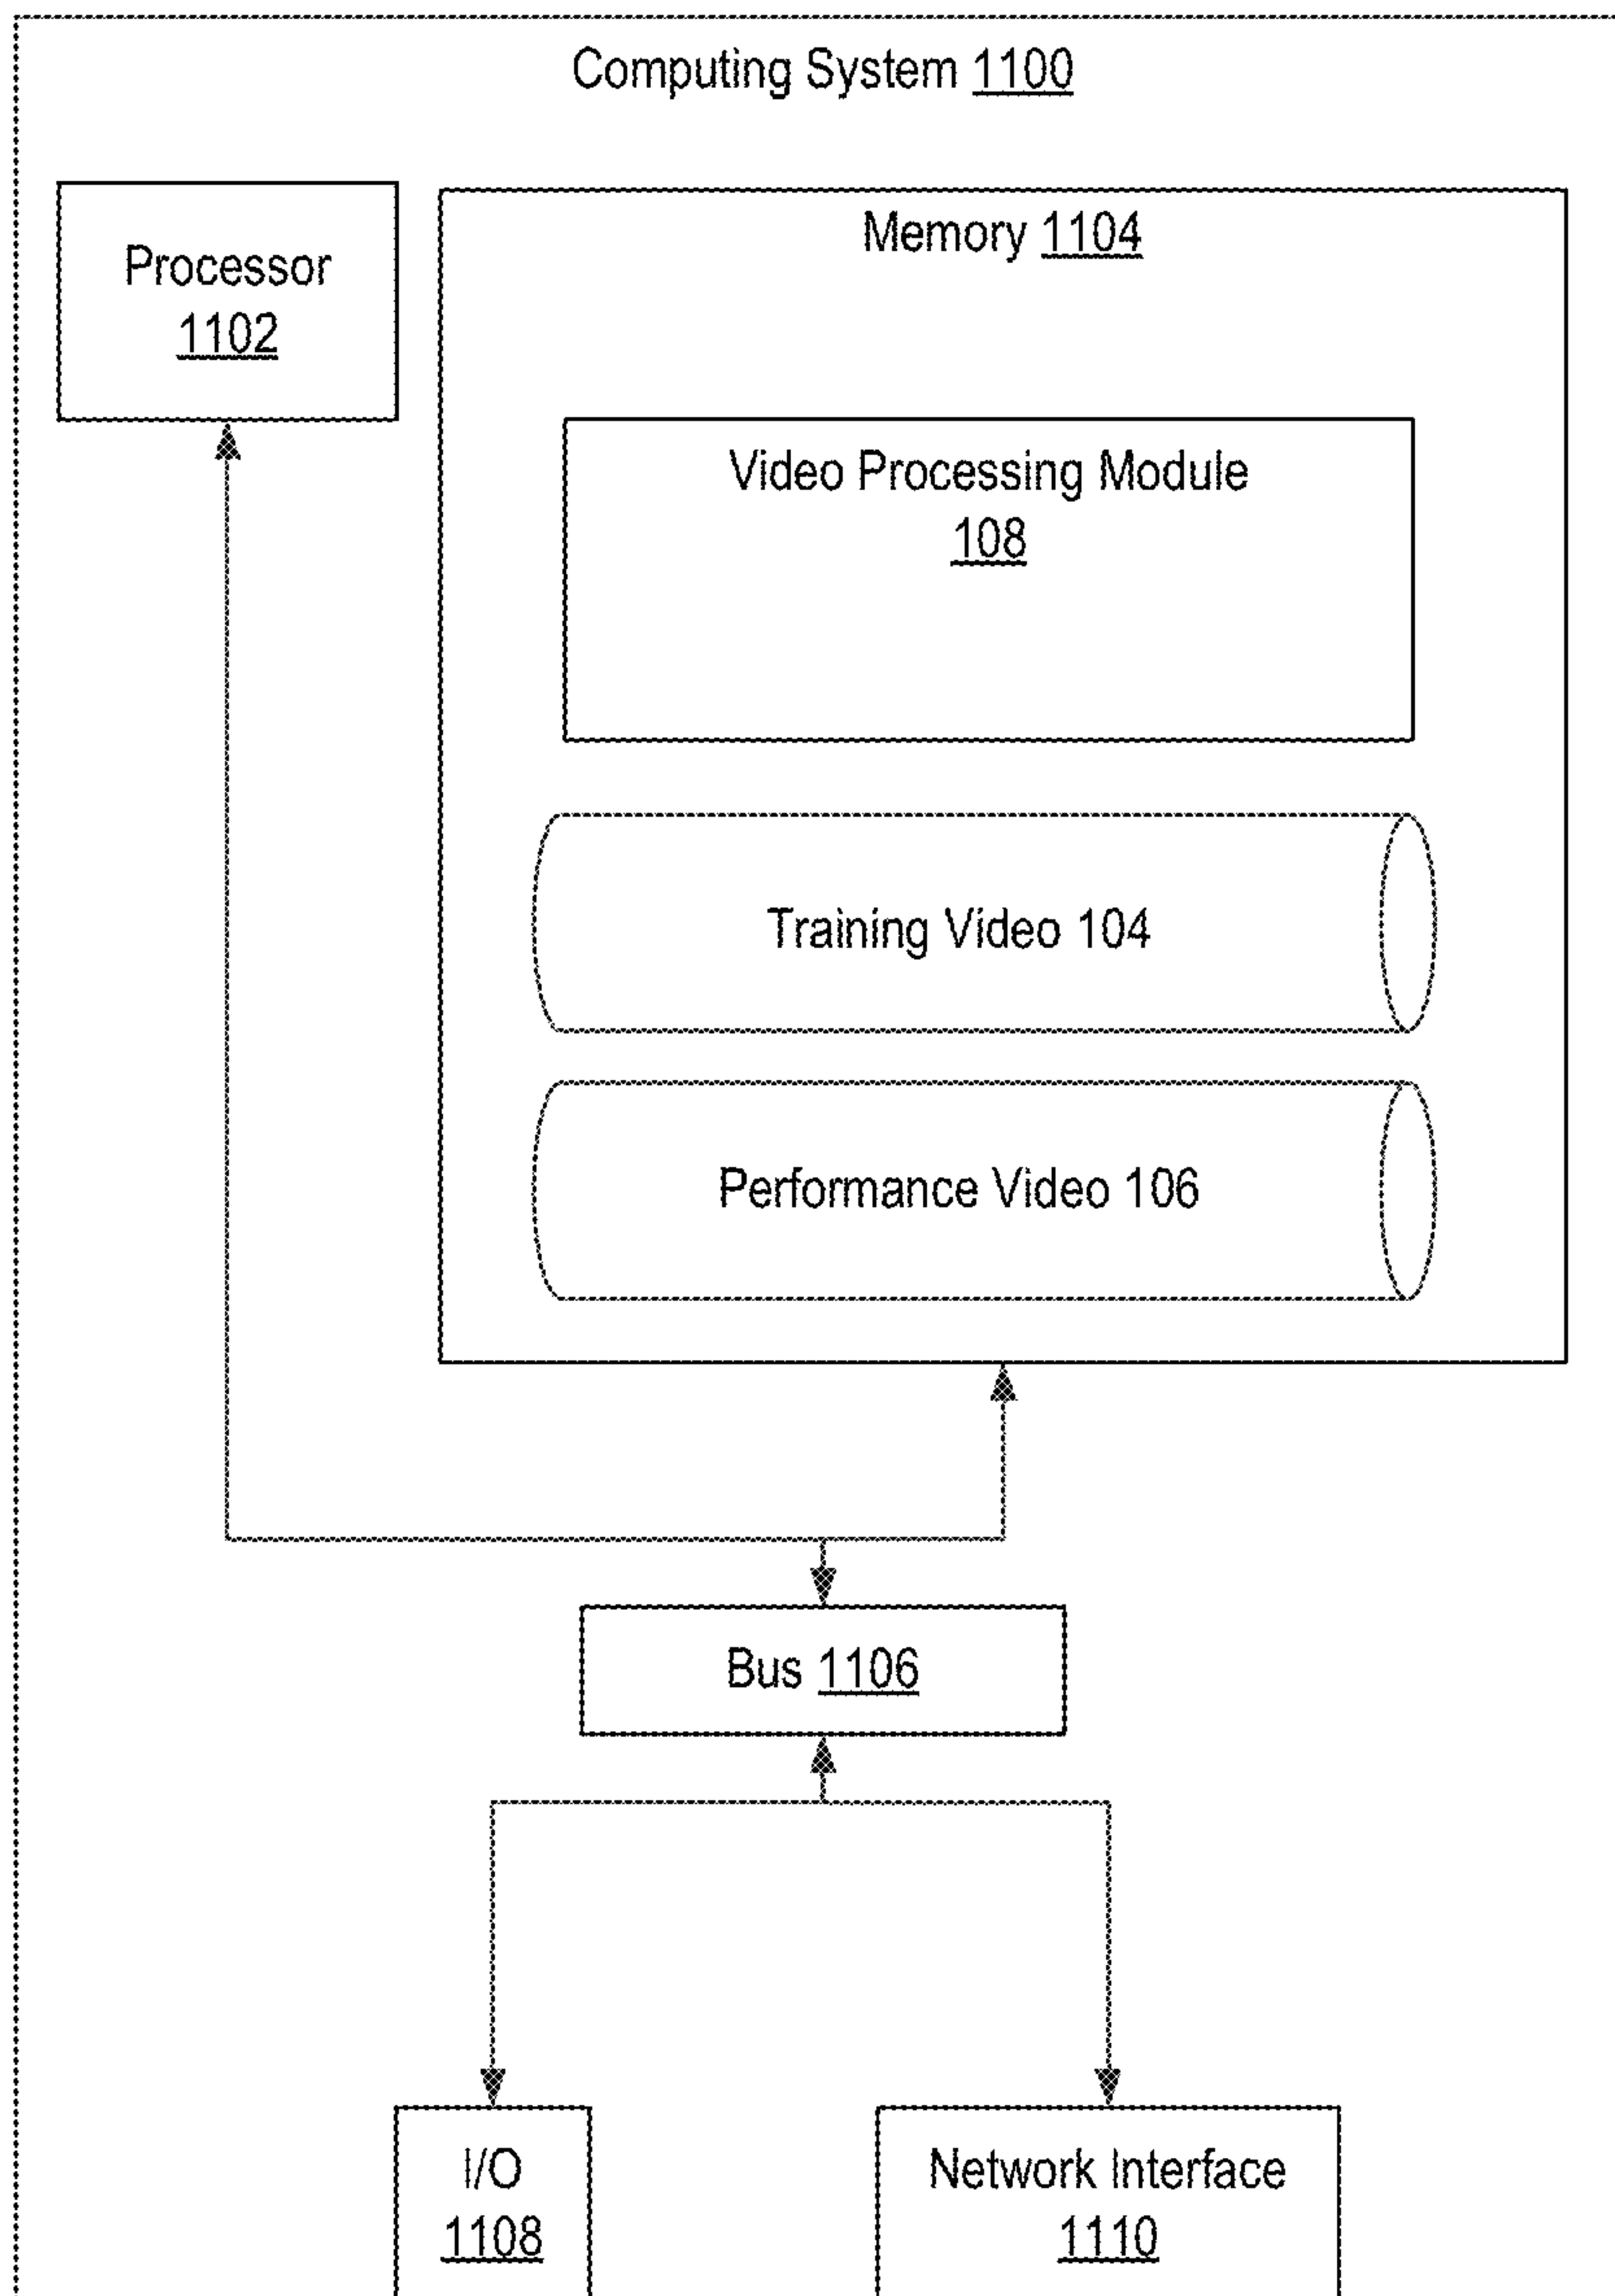 Computing System 1100
Processor
1102
Memory 1104
Video Processing Module
108
Training Video 104
Performance Video 106
Bus 1106
I/O
1108
Network Interface
1110